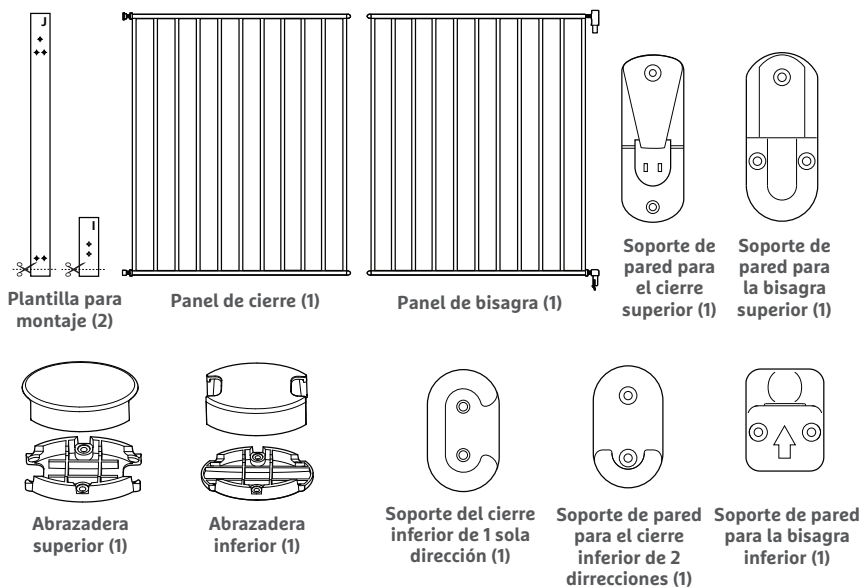 J
I
Plantilla para
montaje (2)
Panel de cierre (1)
Panel de bisagra (1)
Soporte de
pared para
el cierre
superior (1)
Soporte de
pared para
la bisagra
superior (1)
Abrazadera
superior (1)
Abrazadera
inferior (1)
Soporte del cierre
inferior de 1 sola
dirección (1)
Soporte de pared
para el cierre
inferior de 2
dirrecciones (1)
Soporte de pared
para la bisagra
inferior (1)